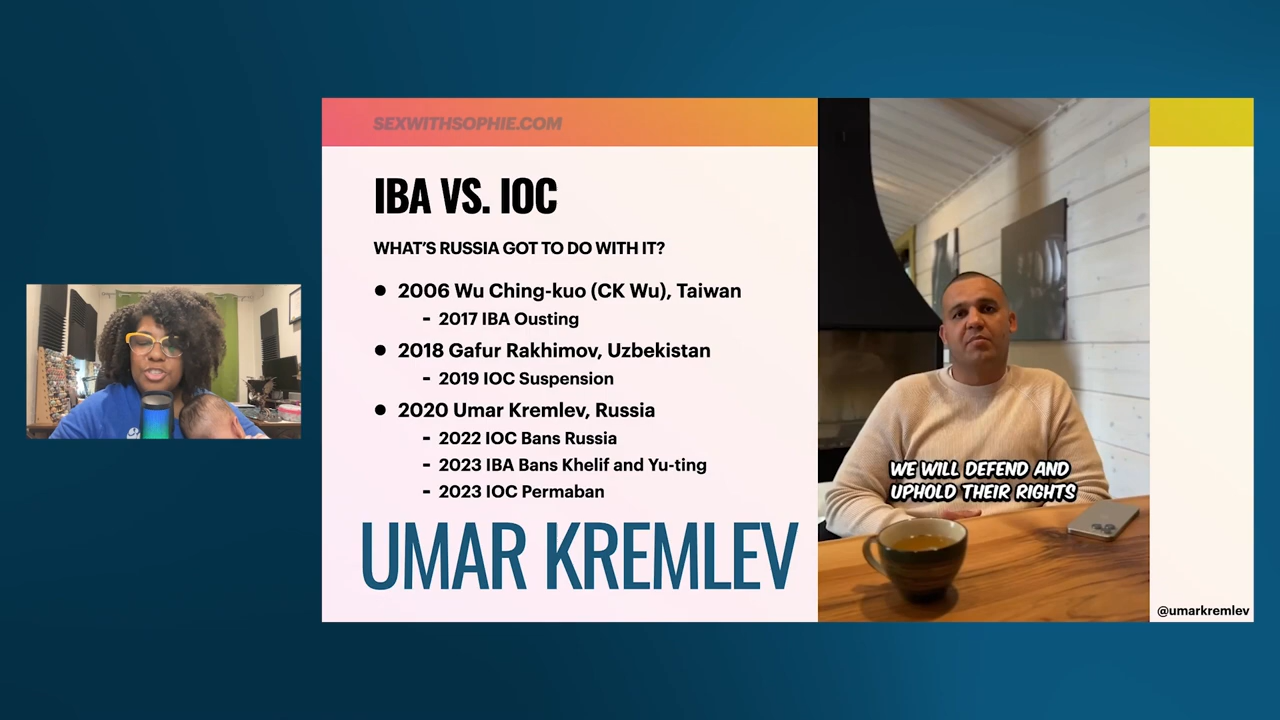 SEXWITHSOPHIE.COM
IBA VS. IOC
WHAT'S RUSSIA GOT TO DO WITH IT?
● 2006 Wu Ching-kuo (CK Wu), Taiwan
- 2017 IBA Ousting
● 2018 Gafur Rakhimov, Uzbekistan
- 2019 IOC Suspension
● 2020 Umar Kremlev, Russia
- 2022 IOC Bans Russia
- 2023 IBA Bans Khelif and Yu-ting
- 2023 IOC Permaban
UMAR KREMLEV
WE WILL DEFEND AND
UPHOLD THEIR RIGHTS
@umarkremlev